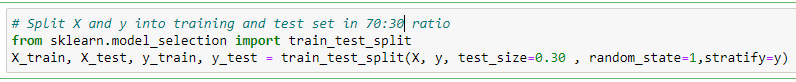 # Split X and y into training and test set in 70:30 ratio
from sklearn.model_selection import train_test_split
X_train, X_test, y_train, y_test = train_test_split(X, y, test_size=0.30 , random_state=1,stratify=y)